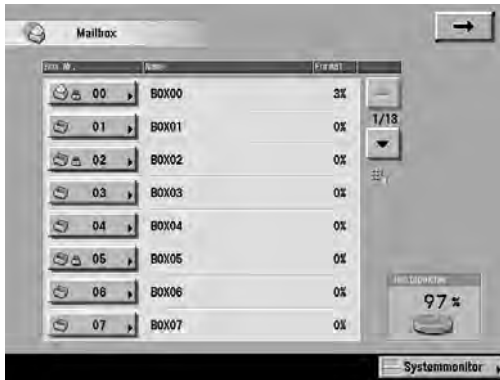 Mailbox
Box Nr. Name
00 BOX00 3%
01 BOX01 0%
1/13
02 BOX02 0%
03 BOX03 0%
04 BOX04 0%
05 BOX05 0%
06 BOX06 0%
97 %
07 BOX07 0%
Systemmonitor